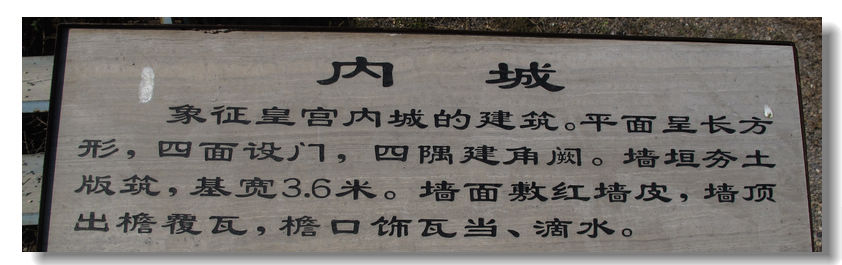 内 城
象征皇宫内城的建筑。平面呈长方
形，四面设门，四隅建角阙。墙垣夯土
版筑，基宽3.6米。墙面敷红墙皮，墙顶
出檐覆瓦，檐口饰瓦当、滴水。